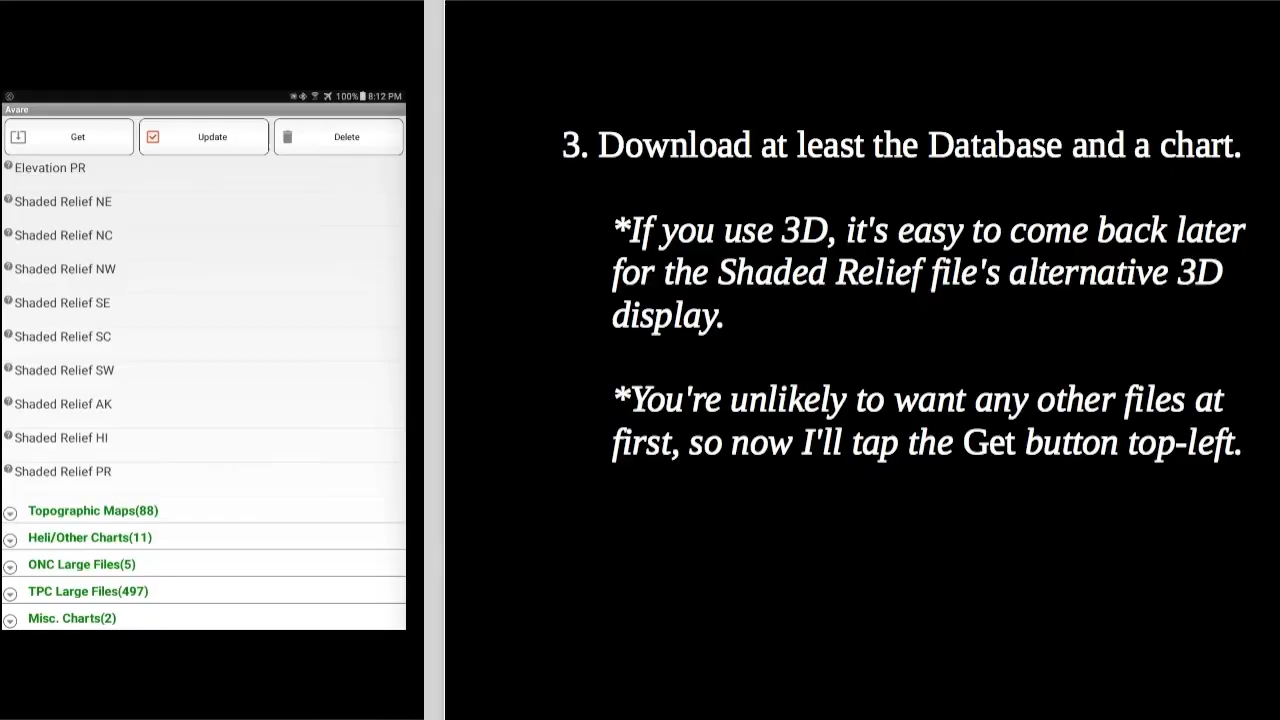 100% 8:12 PM
Avare
Get Update Delete
Elevation PR
Shaded Relief NE
Shaded Relief NC
Shaded Relief NW
Shaded Relief SE
Shaded Relief SC
Shaded Relief SW
Shaded Relief AK
Shaded Relief HI
Shaded Relief PR
Topographic Maps(88)
Heli/Other Charts(11)
ONC Large Files(5)
TPC Large Files(497)
Misc. Charts(2)
3. Download at least the Database and a chart.
*If you use 3D, it's easy to come back later
for the Shaded Relief file's alternative 3D
display.
*You're unlikely to want any other files at
first, so now I'll tap the Get button top-left.